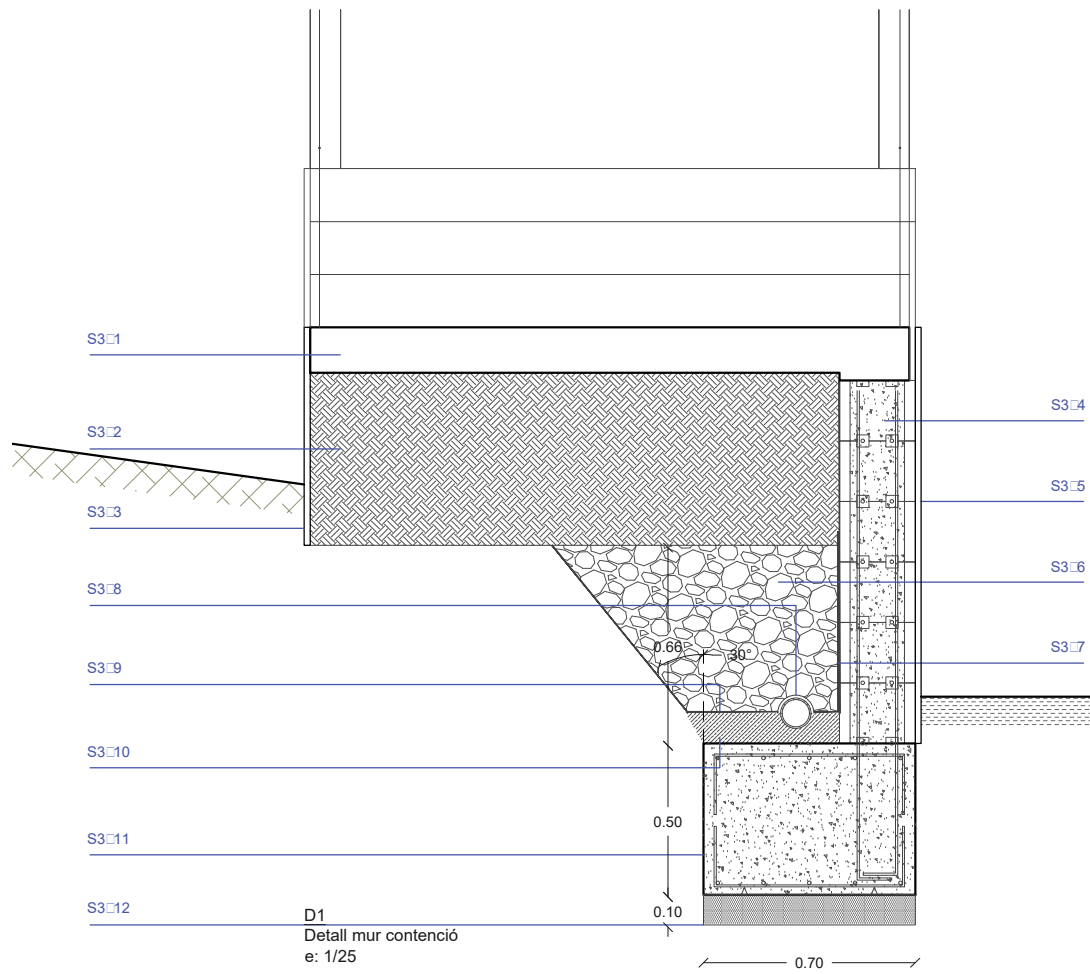 S3□1
S3□2
S3□4
S3□5
S3□3
S3□6
S3□8
0.66
30°
S3□7
S3□9
S3□10
0.50
S3□11
S3□12
0.10
D1
Detall mur contenció
e: 1/25
0.70